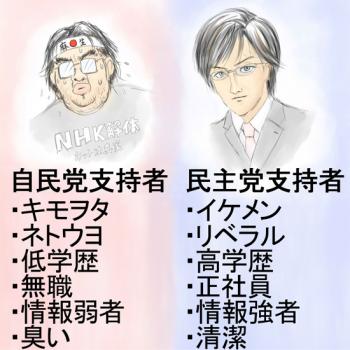 蘇 生
NHK解体
自民党支持者
・キモヲタ
・ネトウヨ
・低学歴
・無職
・情報弱者
・臭い
民主党支持者
・イケメン
・リベラル
・高学歴
・正社員
・情報強者
・清潔